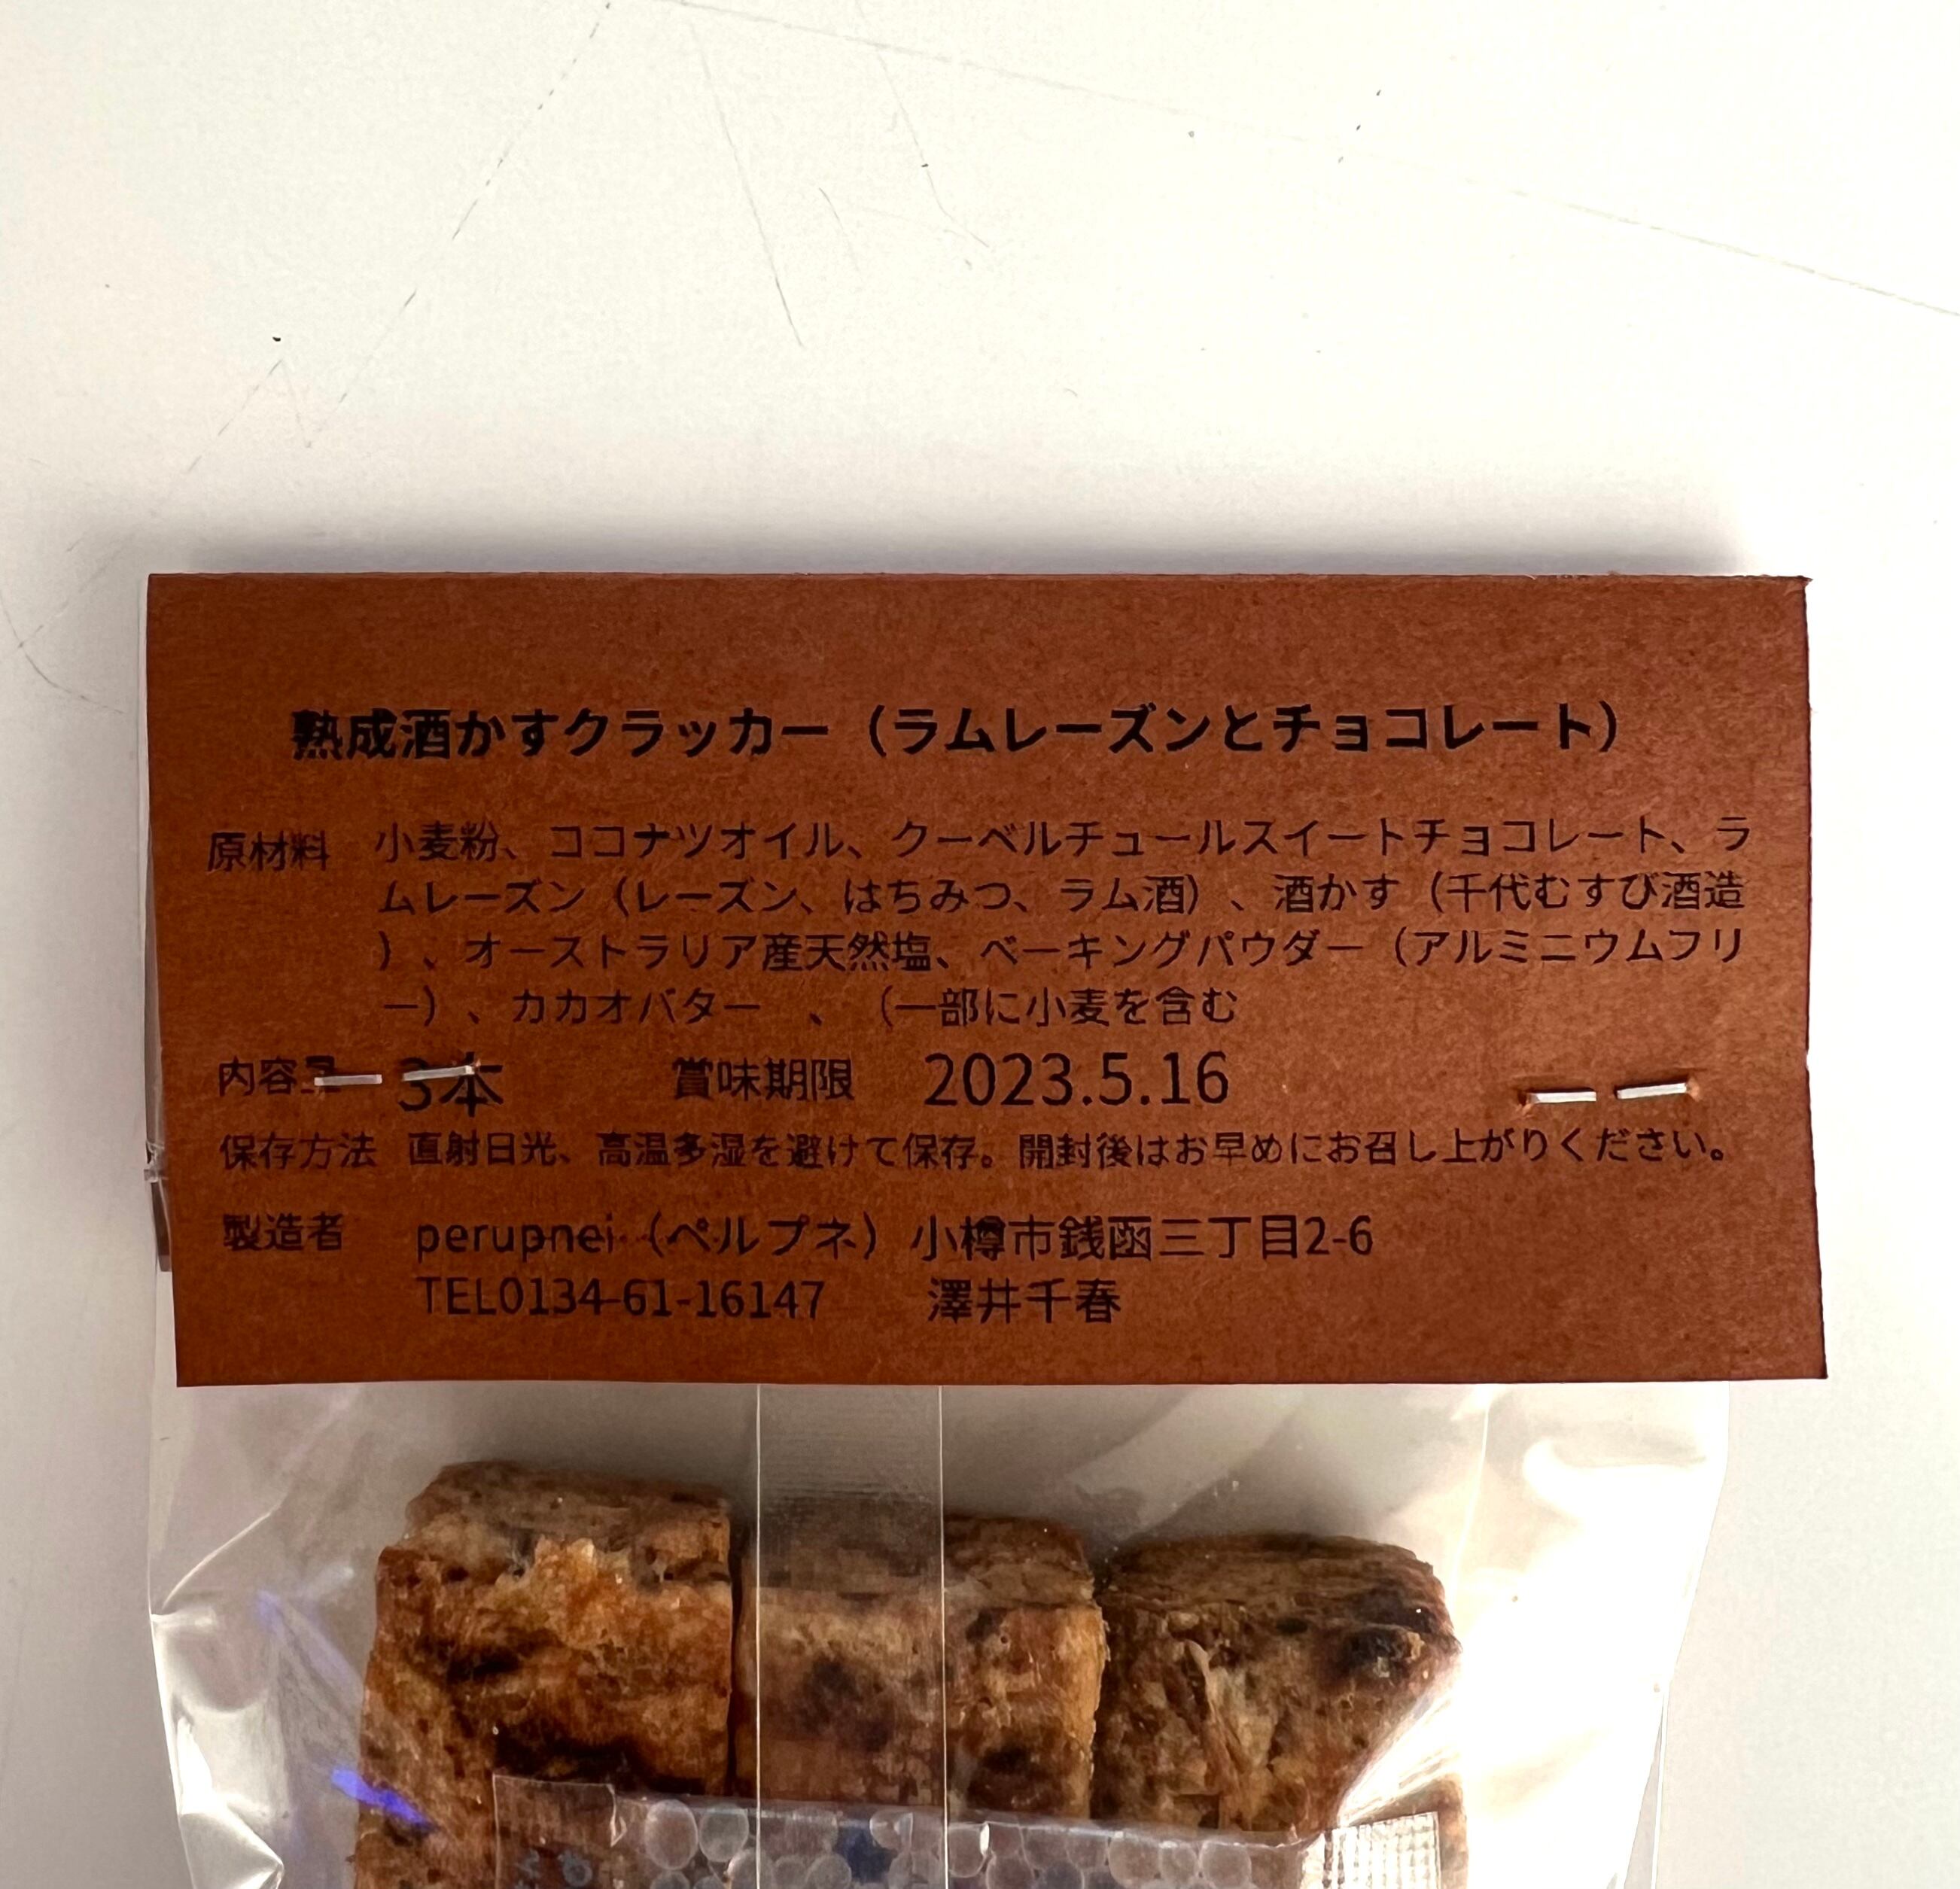 熟成酒かすクラッカー（ラムレーズンとチョコレート）
原材料 小麦粉、ココナツオイル、クーベルチュールスイートチョコレート、ラ
ムレーズン（レーズン、はちみつ、ラム酒）、酒かす（千代むすび酒造
）、オーストラリア産天然塩、ベーキングパウダー（アルミニウムフリ
ー）、カカオバター 、（一部に小麦を含む
内容量 3本 賞味期限 2023.5.16
保存方法 直射日光、高温多湿を避けて保存。開封後はお早めにお召し上がりください。
製造者 perupnei（ペルプネ）小樽市銭函三丁目2-6
TEL0134-61-16147 澤井千春